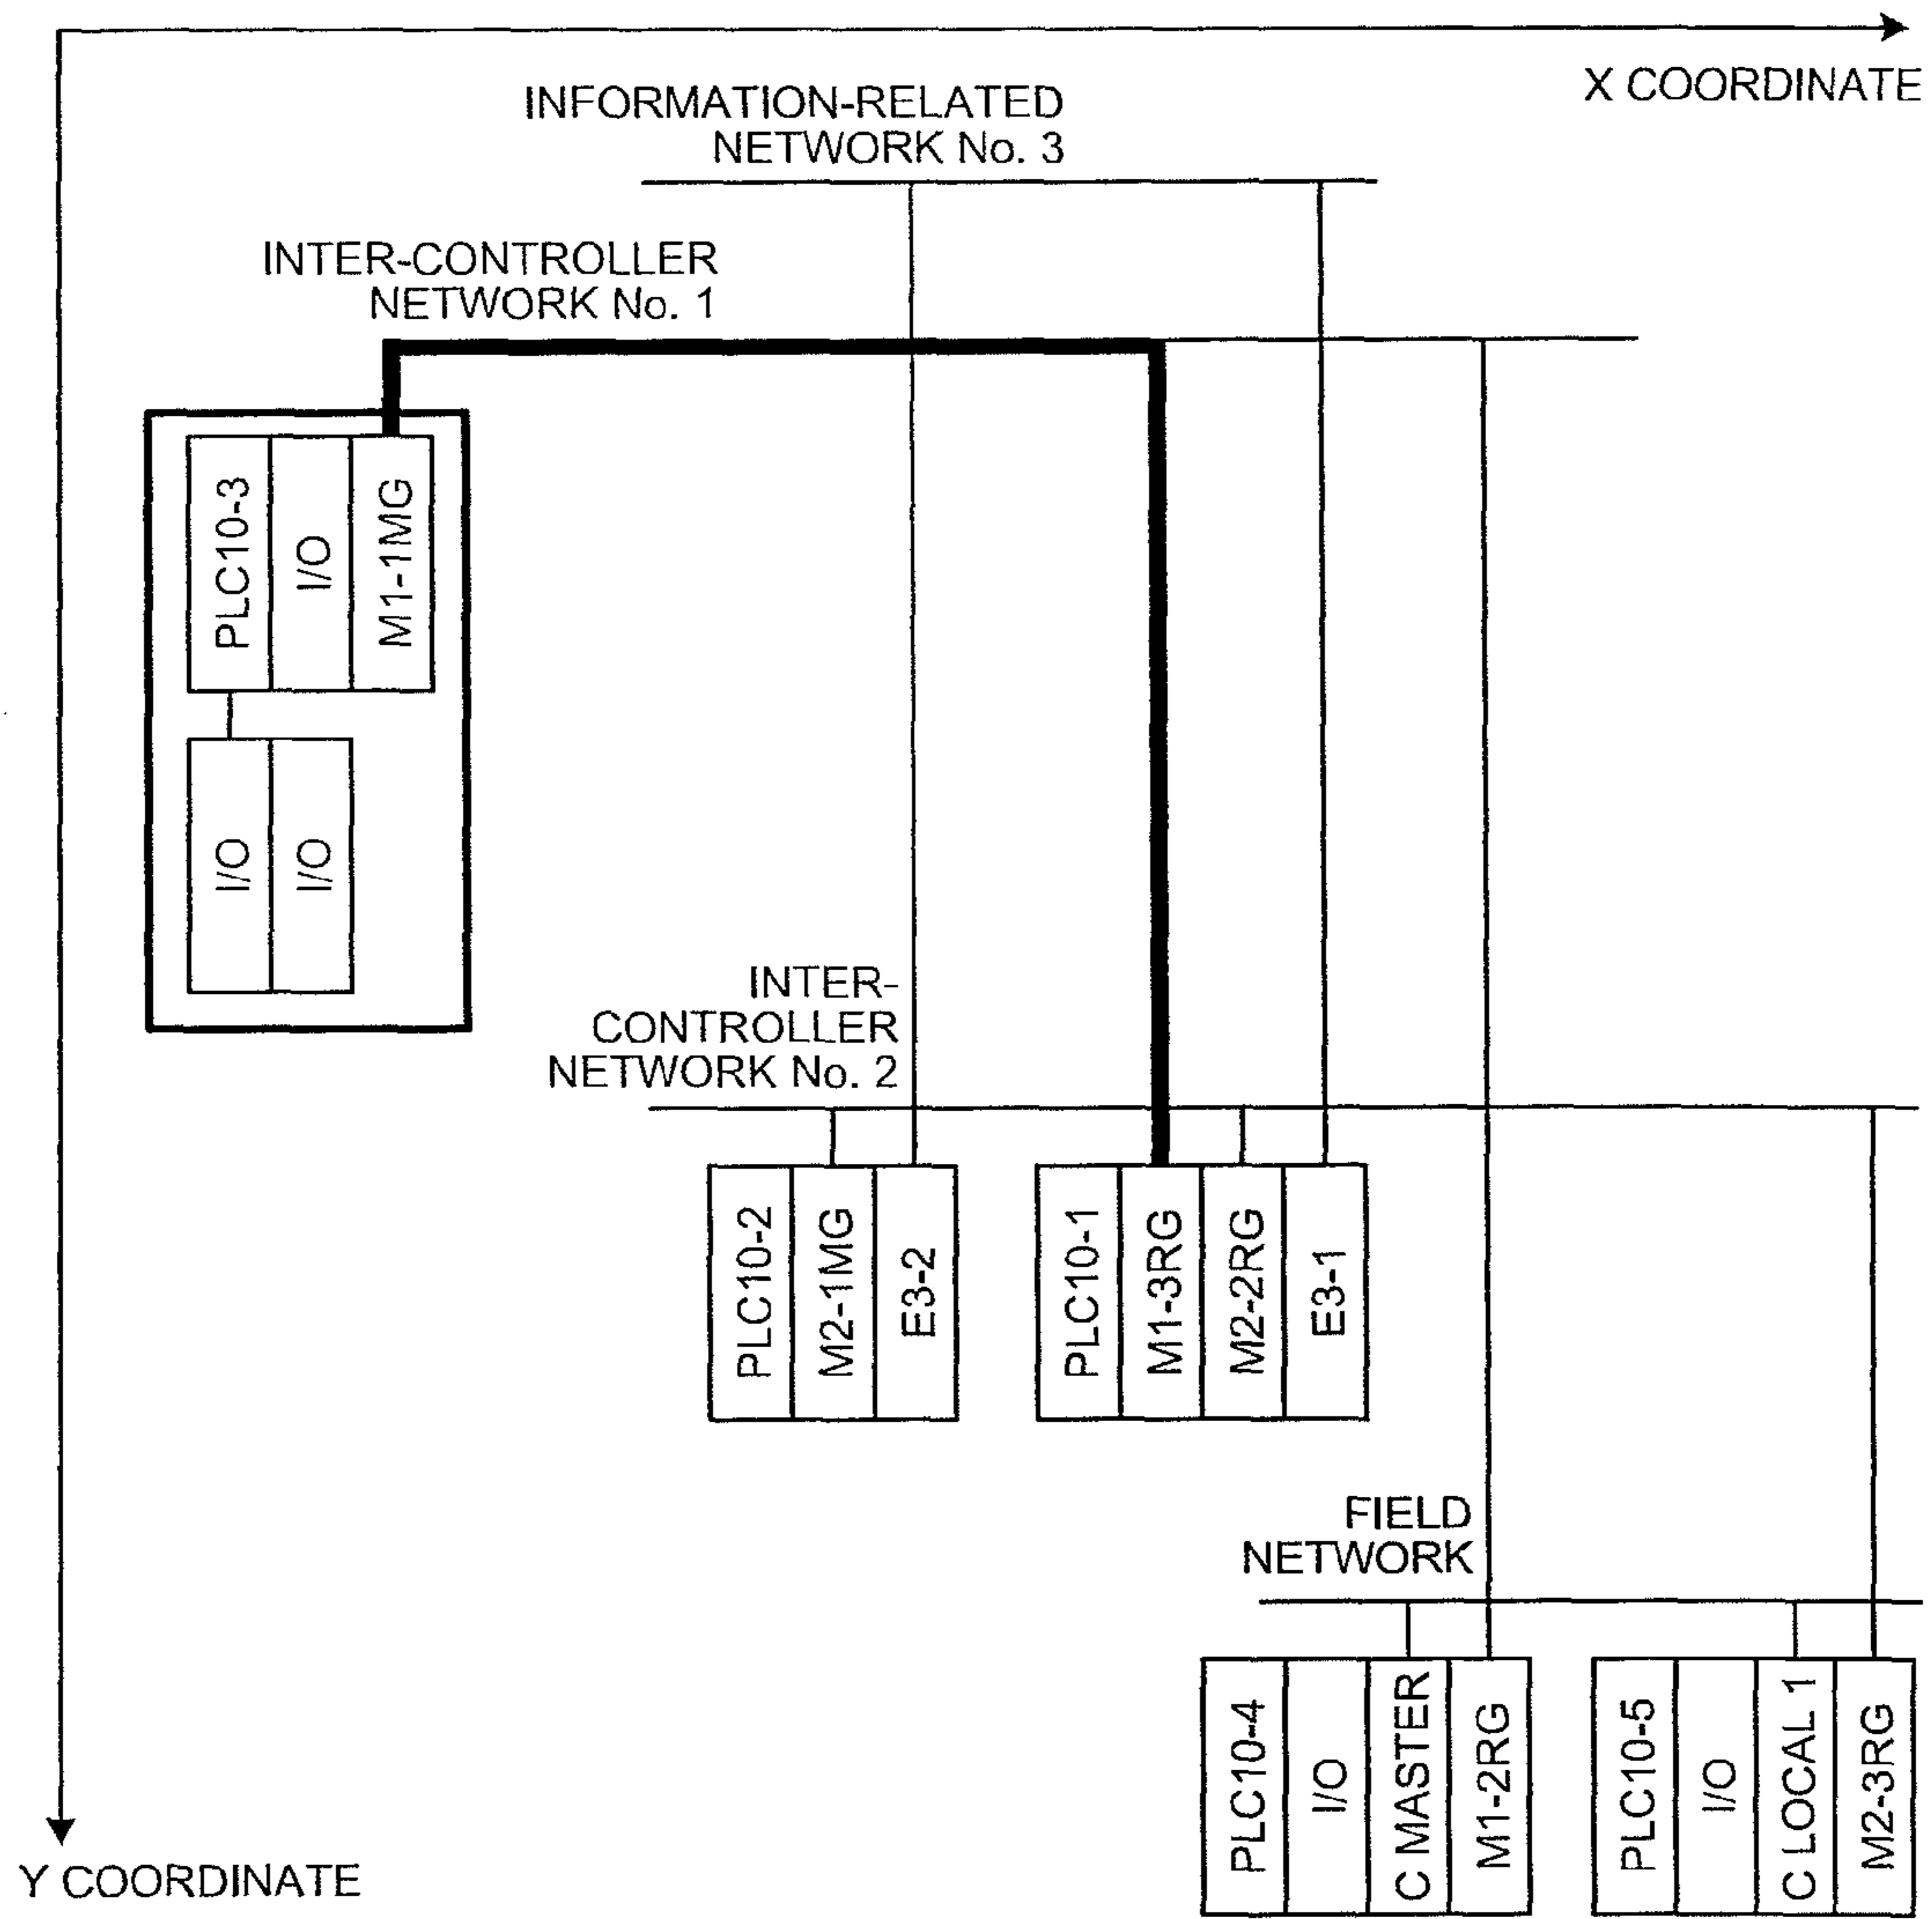 X COORDINATE
INFORMATION-RELATED
NETWORK No. 3
INTER-CONTROLLER
NETWORK No. 1
PLC10-3
I/O
M1-1MG
I/O
I/O
INTER-
CONTROLLER
NETWORK No. 2
PLC10-2
M2-1MG
E3-2
PLC10-1
M1-3RG
M2-2RG
E3-1
FIELD
NETWORK
PLC10-4
I/O
C MASTER
M1-2RG
PLC10-5
I/O
C LOCAL 1
M2-3RG
Y COORDINATE